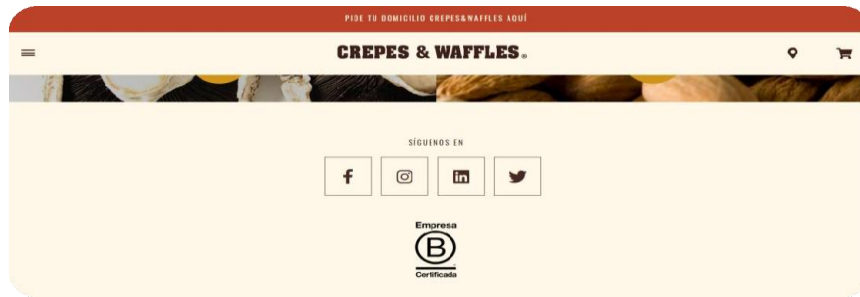 PIDE TU DOMICILIO CREPES&WAFFLES AQUÍ
CREPES & WAFFLES®
SÍGUENOS EN
Empresa
B
Certificada